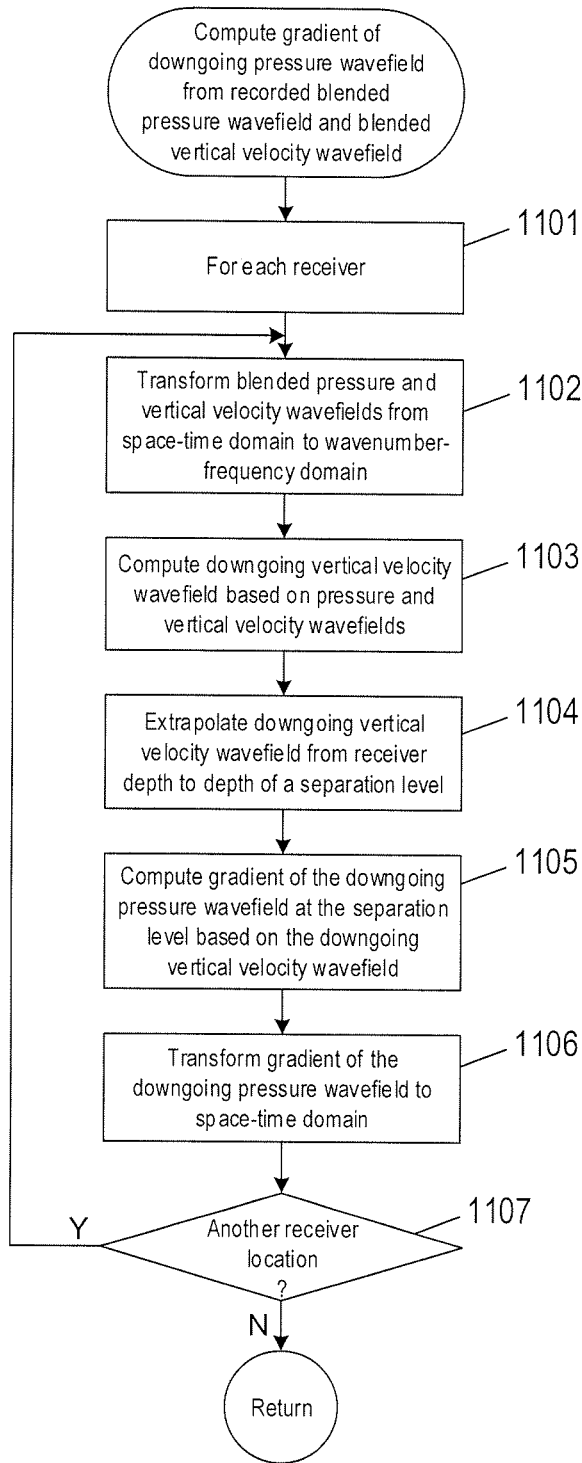 Compute gradient of
downgoing pressure wavefield
from recorded blended
pressure wavefield and blended
vertical velocity wavefield
1101
For each receiver
1102
Transform blended pressure and
vertical velocity wavefields from
space-time domain to wavenumber-
frequency domain
1103
Compute downgoing vertical velocity
wavefield based on pressure and
vertical velocity wavefields
1104
Extrapolate downgoing vertical
velocity wavefield from receiver
depth to depth of a separation level
1105
Compute gradient of the downgoing
pressure wavefield at the separation
level based on the downgoing
vertical velocity wavefield
1106
Transform gradient of the
downgoing pressure wavefield to
space-time domain
1107
Y
Another receiver
location
?
N
Return